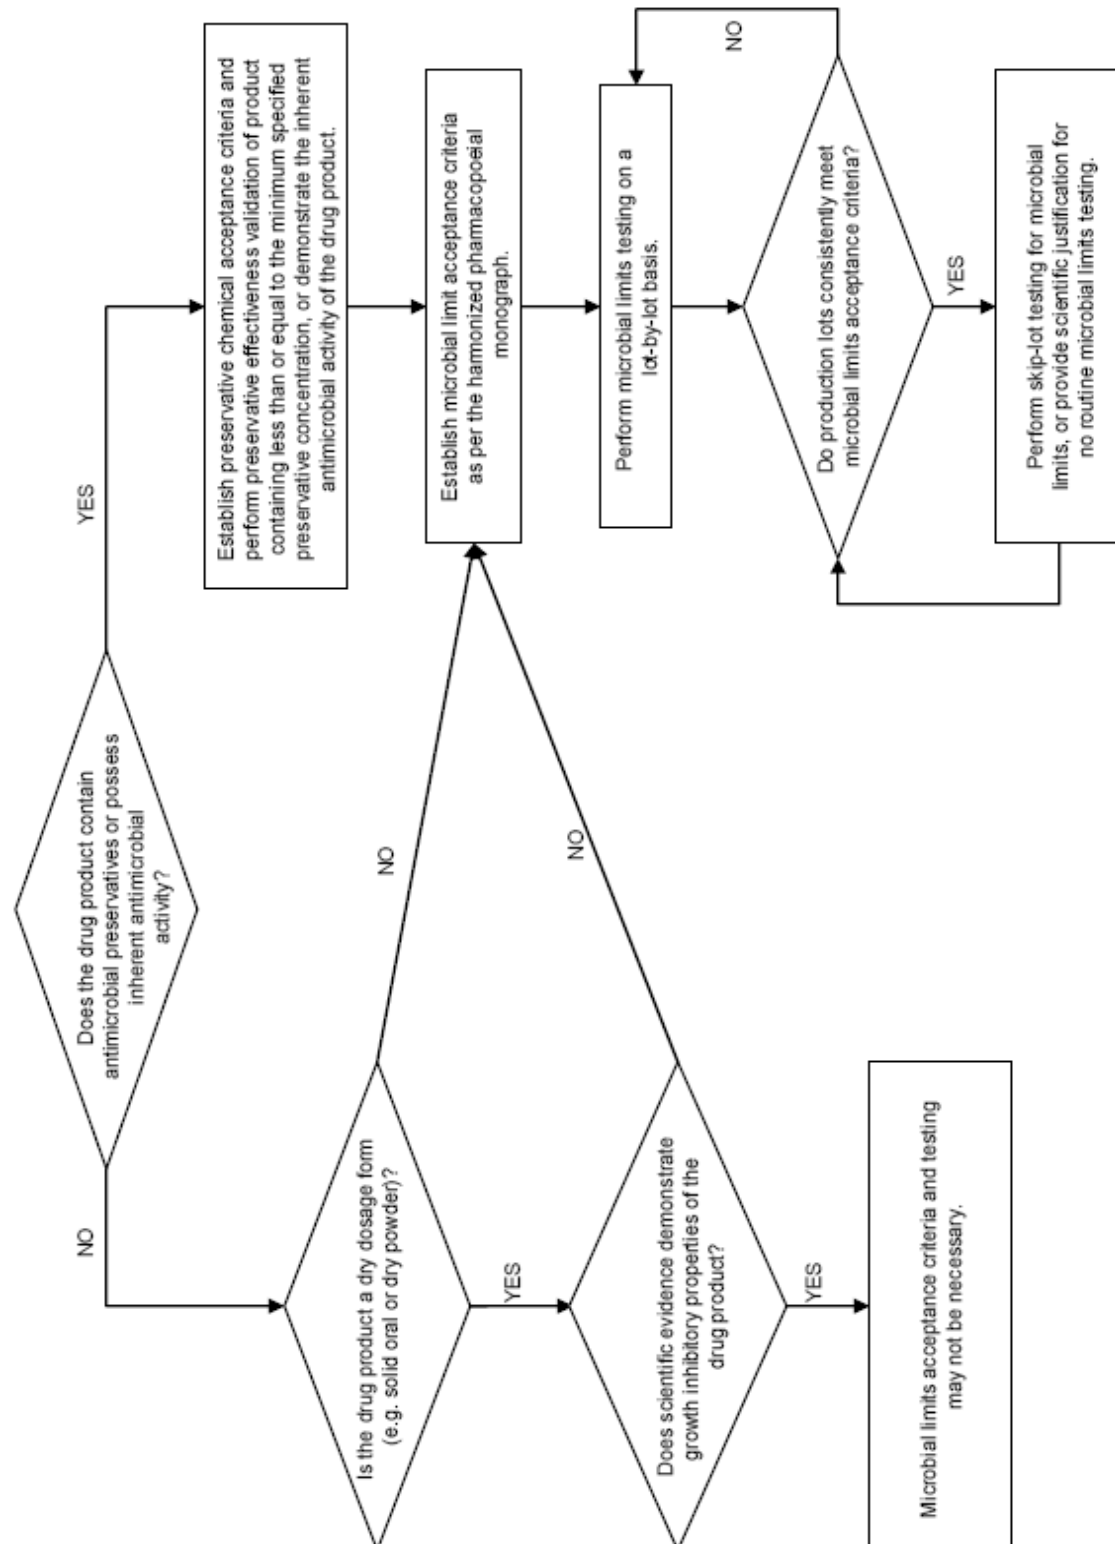 Does the drug product contain
antimicrobial preservatives or possess
inherent antimicrobial
activity?
NO
YES
Is the drug product a dry dosage form
(e.g. solid oral or dry powder)?
NO
YES
Does scientific evidence demonstrate
growth inhibitory properties of the
drug product?
NO
YES
Microbial limits acceptance criteria and testing
may not be necessary.
Establish preservative chemical acceptance criteria and
perform preservative effectiveness validation of product
containing less than or equal to the minimum specified
preservative concentration, or demonstrate the inherent
antimicrobial activity of the drug product.
Establish microbial limit acceptance criteria
as per the harmonized pharmacopoeial
monograph.
Perform microbial limits testing on a
lot-by-lot basis.
NO
Do production lots consistently meet
microbial limits acceptance criteria?
YES
Perform skip-lot testing for microbial
limits, or provide scientific justification for
no routine microbial limits testing.